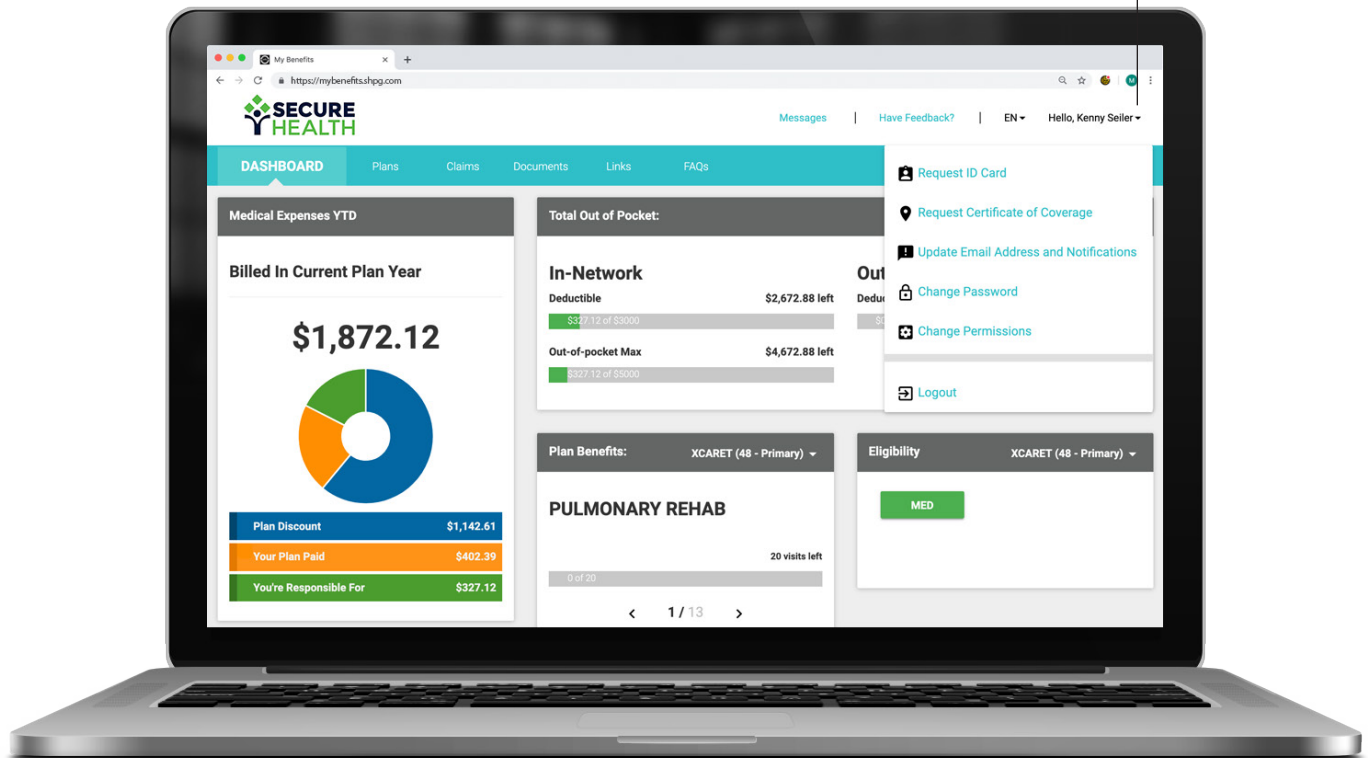 My Benefits
https://mybenefits.shpg.com
M
SECURE
HEALTH
Messages | Have Feedback? | EN Hello, Kenny Seiler
DASHBOARD Plans Claims Documents Links FAQs
Request ID Card
Request Certificate of Coverage
Update Email Address and Notifications
Change Password
Change Permissions
Logout
Medical Expenses YTD
Billed In Current Plan Year
$1,872.12
Plan Discount $1,142.61
Your Plan Paid $402.39
You're Responsible For $327.12
Total Out of Pocket:
In-Network
Deductible $2,672.88 left
$327.12 of $3000
Out-of-pocket Max $4,672.88 left
$327.12 of $5000
Plan Benefits: XCARET (48 - Primary)
PULMONARY REHAB
20 visits left
0 of 20
1 / 13
Eligibility XCARET (48 - Primary)
MED